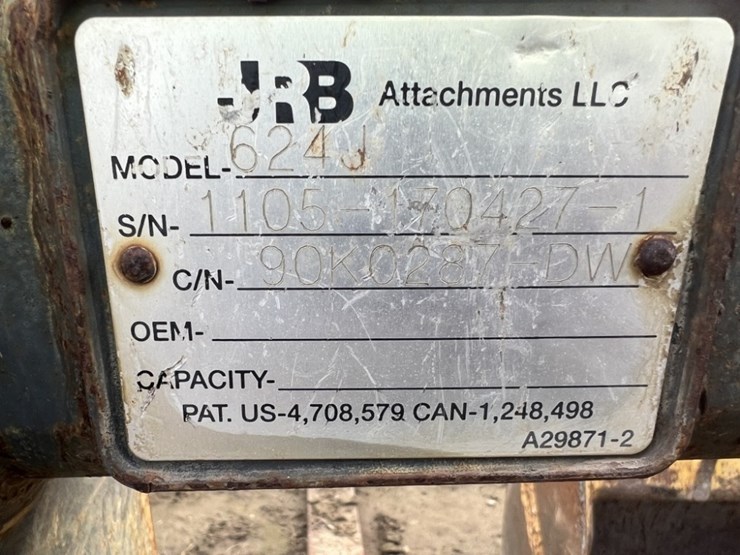 JRB Attachments LLC
MODEL- 624J
S/N- 1105-170427-1
C/N- 90K0287-DW
OEM-
CAPACITY-
PAT. US-4,708,579 CAN-1,248,498
A29871-2